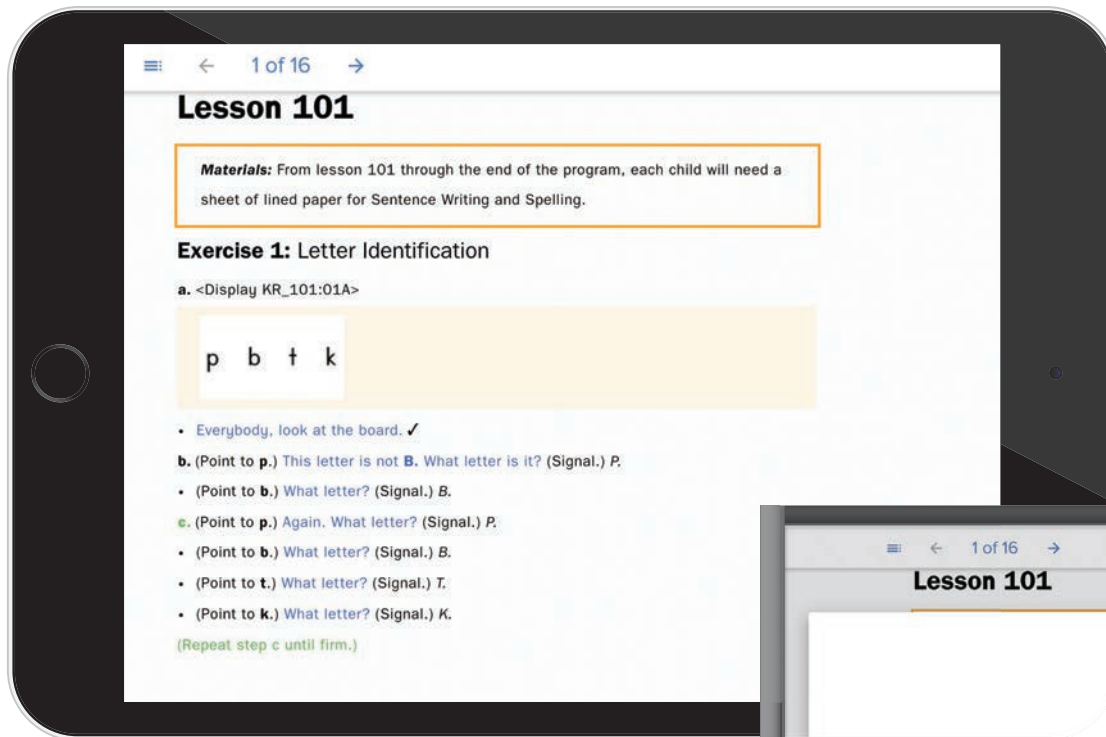 1 of 16
Lesson 101
Materials: From lesson 101 through the end of the program, each child will need a
sheet of lined paper for Sentence Writing and Spelling.
Exercise 1: Letter Identification
a. <Display KR_101:01A>
p b t k
• Everybody, look at the board. ✓
b. (Point to p.) This letter is not B. What letter is it? (Signal.) P.
• (Point to b.) What letter? (Signal.) B.
c. (Point to p.) Again. What letter? (Signal.) P.
• (Point to b.) What letter? (Signal.) B.
• (Point to t.) What letter? (Signal.) T.
• (Point to k.) What letter? (Signal.) K.
(Repeat step c until firm.)
1 of 16
Lesson 101